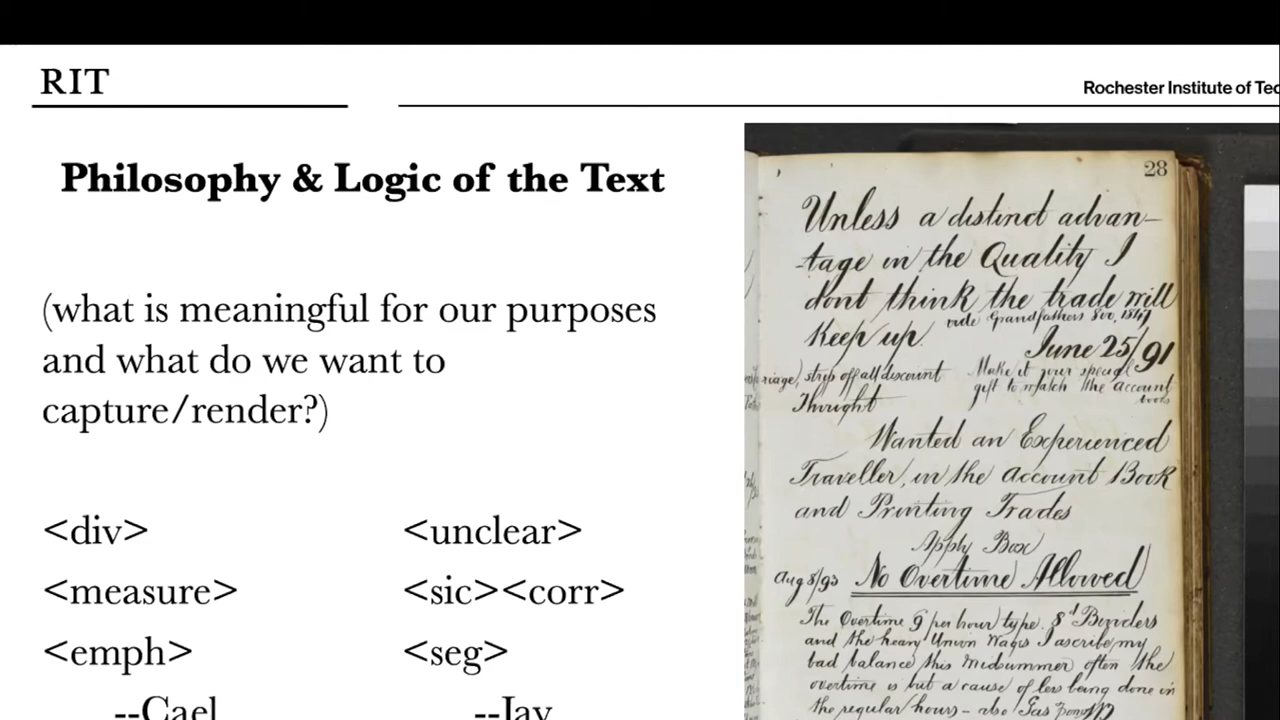 RIT
Rochester Institute of Tec
Philosophy & Logic of the Text
(what is meaningful for our purposes
and what do we want to
capture/render?)
<div>
<unclear>
<measure>
<sic><corr>
<emph>
<seg>
--Cael
--Jay
28
Unless a distinct advan-
-tage in the Quality I
dont think the trade will
Keep up.
vide Grandfathers 1847
June 25/91
riage), strip off all discount
Make it your special
gift to match the account
books
Thought
Wanted an Experienced
Traveller, in the Account Book
and Printing Trades
Apply Box
Aug 8/93
No Overtime Allowed
The Overtime 9 per hour type. 8d Binders
and the heavy Union Wages I ascribe my
bad balance this Midsummer often the
overtime is but a cause of less being done in
the regular hours - also Gas